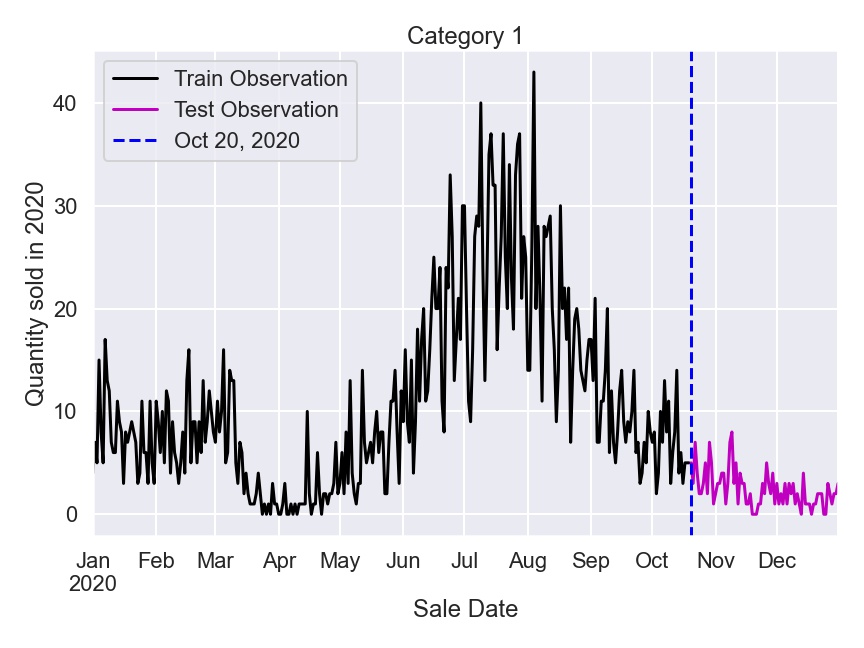 Category 1
Train Observation
Test Observation
Oct 20, 2020
Quantity sold in 2020
40
30
20
10
0
Jan Feb Mar Apr May Jun Jul Aug Sep Oct Nov Dec
2020
Sale Date